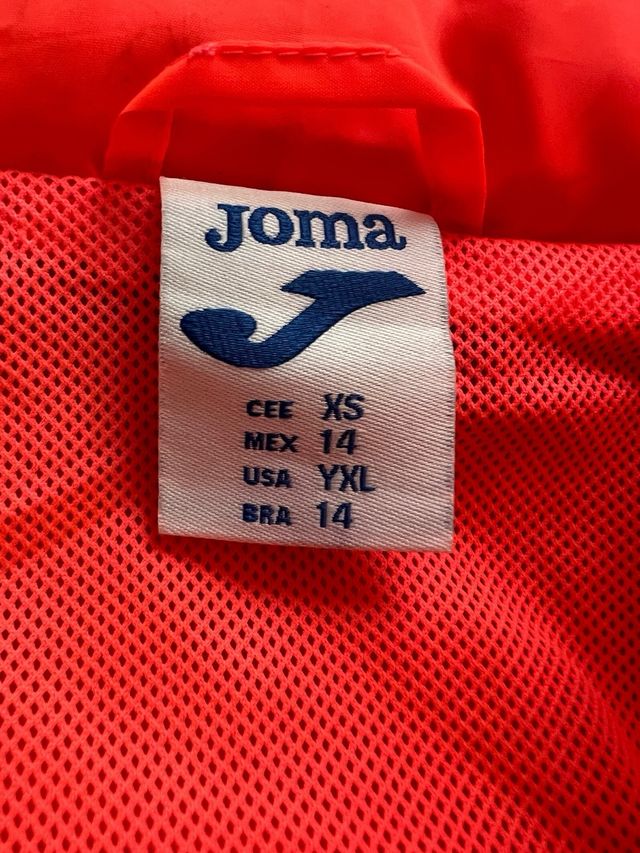 JOMA
CEE XS
MEX 14
USA YXL
BRA 14